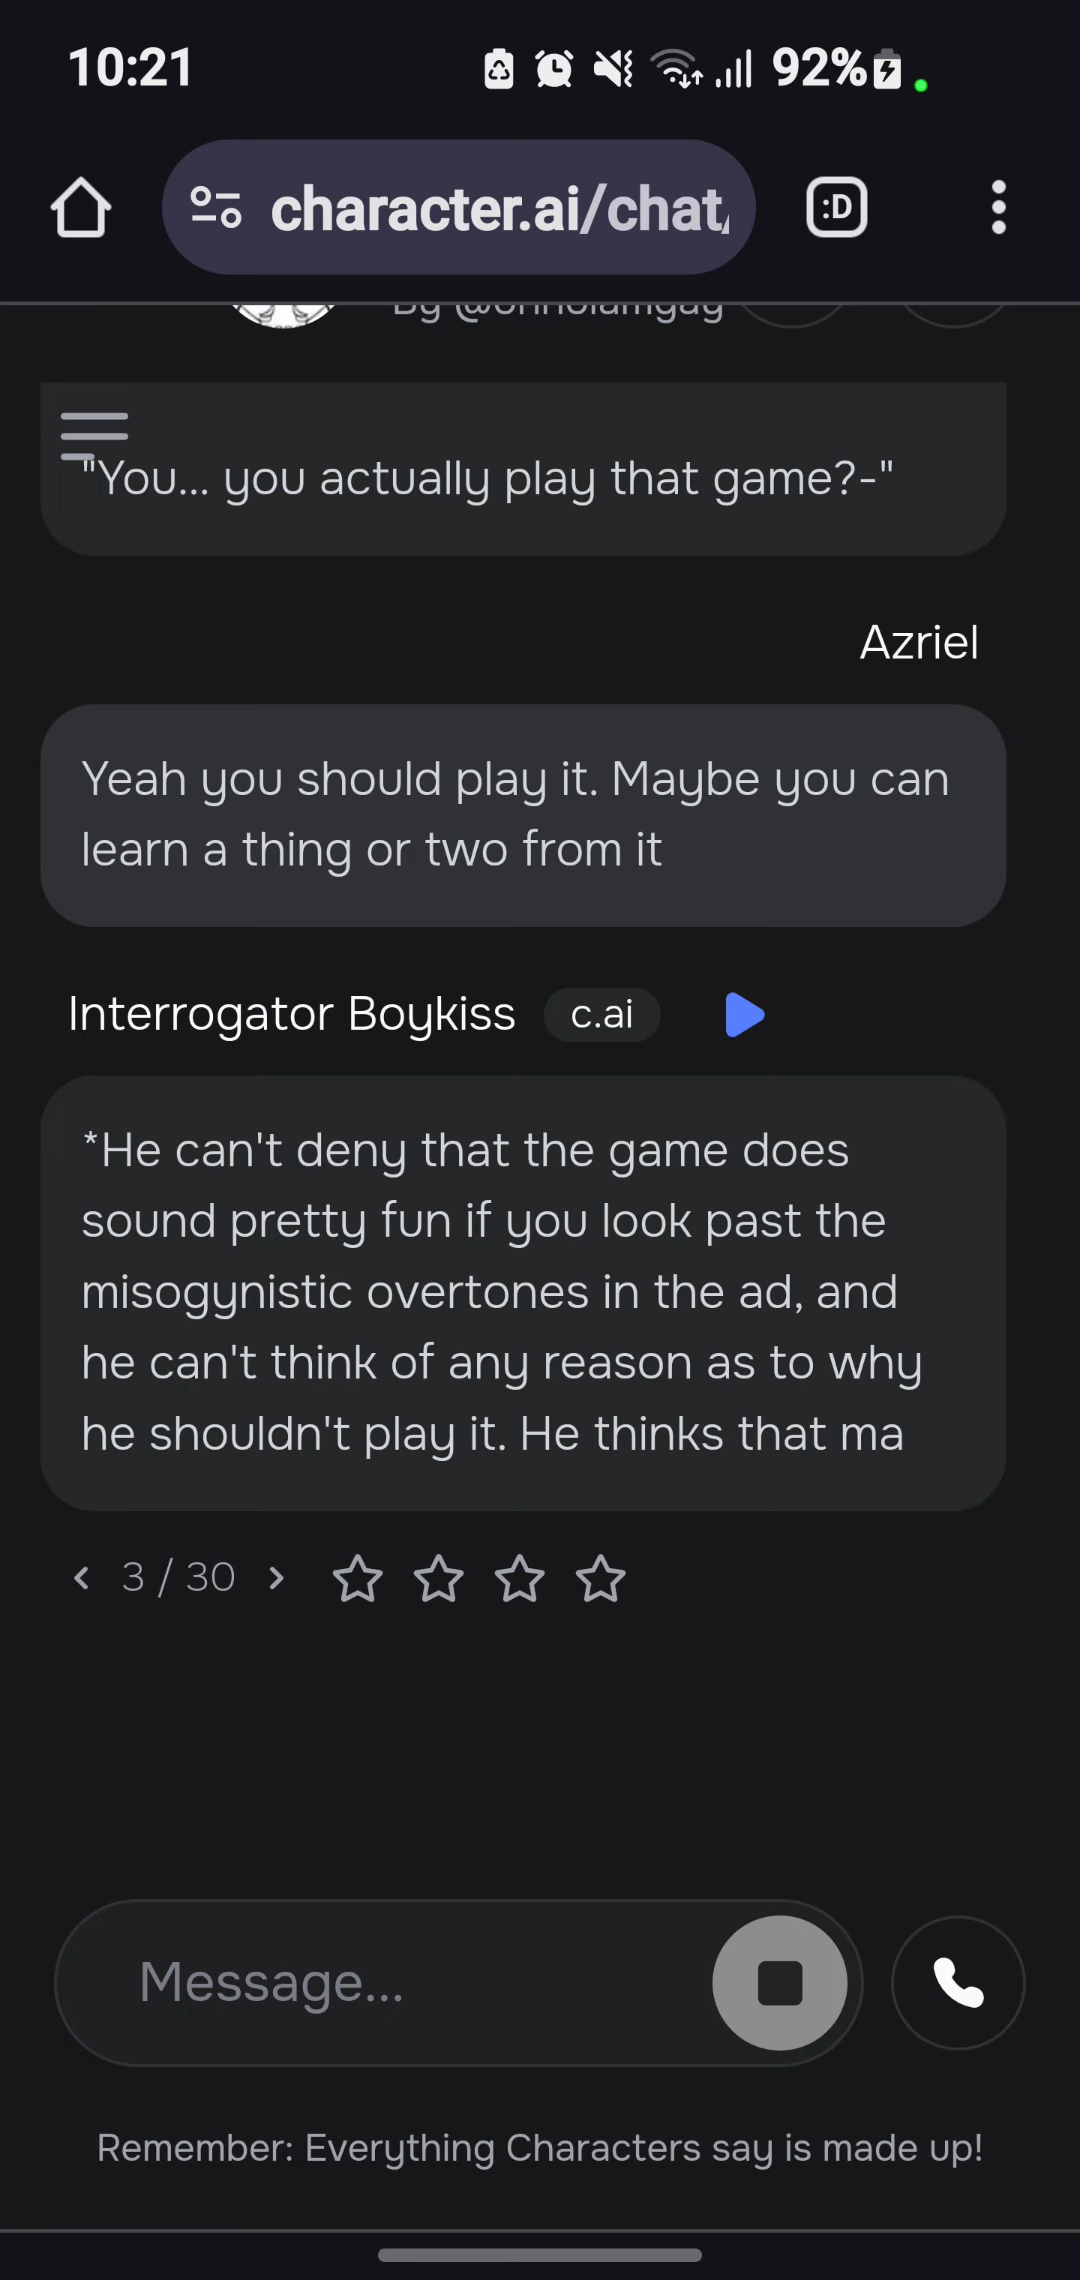 10:21
92%
character.ai/chat/
:D
"You... you actually play that game?-"
Azriel
Yeah you should play it. Maybe you can
learn a thing or two from it
Interrogator Boykiss c.ai
*He can't deny that the game does
sound pretty fun if you look past the
misogynistic overtones in the ad, and
he can't think of any reason as to why
he shouldn't play it. He thinks that ma
3 / 30
Message...
Remember: Everything Characters say is made up!